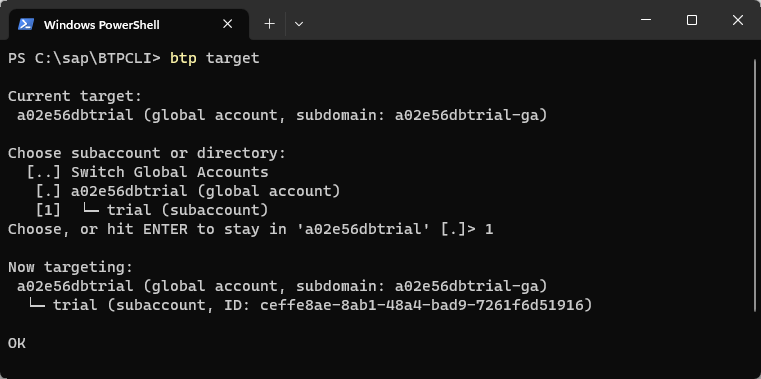 Windows PowerShell
PS C:\sap\BTPCLI> btp target
Current target:
a02e56dbtrial (global account, subdomain: a02e56dbtrial-ga)
Choose subaccount or directory:
[..] Switch Global Accounts
[.] a02e56dbtrial (global account)
[1] └─ trial (subaccount)
Choose, or hit ENTER to stay in 'a02e56dbtrial' [.]> 1
Now targeting:
a02e56dbtrial (global account, subdomain: a02e56dbtrial-ga)
└─ trial (subaccount, ID: ceffe8ae-8ab1-48a4-bad9-7261f6d51916)
OK